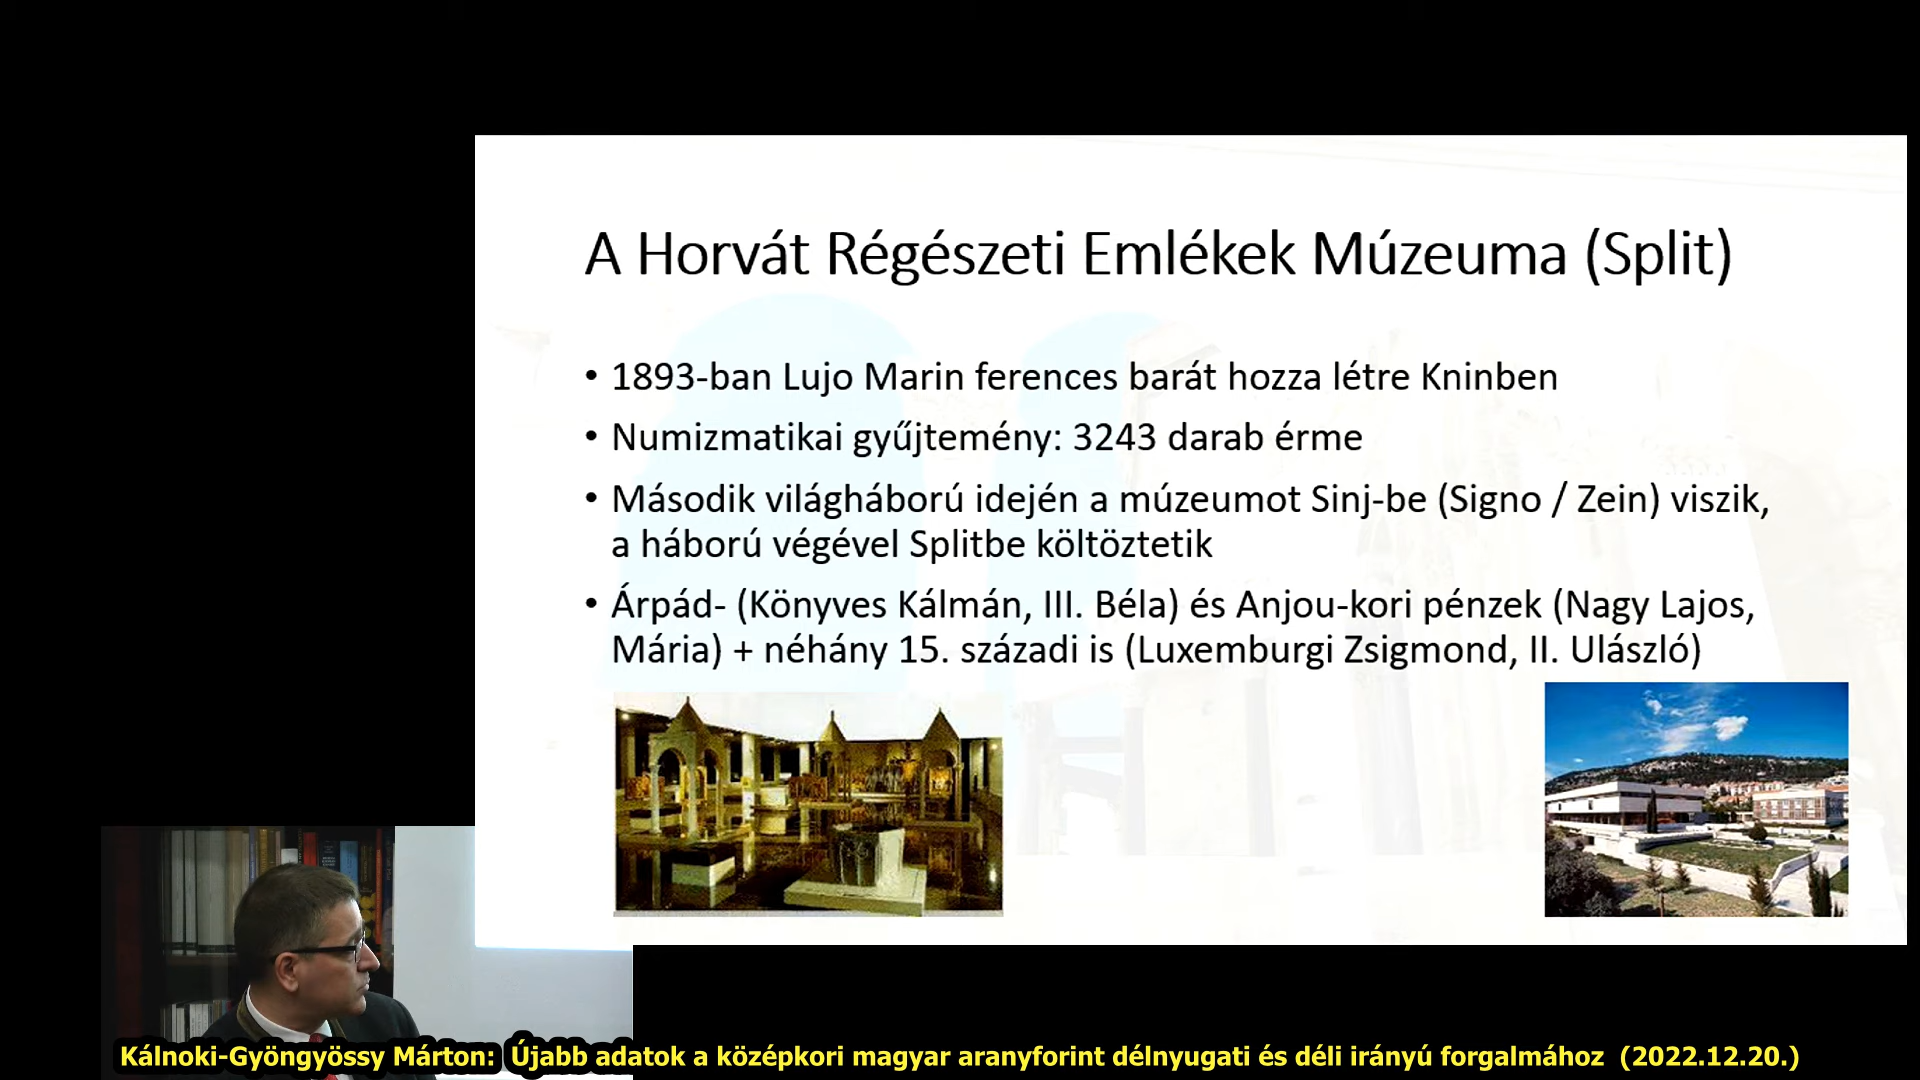 A Horvát Régészeti Emlékek Múzeuma (Split)
• 1893-ban Lujo Marin ferences barát hozza létre Kninben
• Numizmatikai gyűjtemény: 3243 darab érme
• Második világháború idején a múzeumot Sinj-be (Signo / Zein) viszik,
a háború végével Splitbe költöztetik
• Árpád- (Könyves Kálmán, III. Béla) és Anjou-kori pénzek (Nagy Lajos,
Mária) + néhány 15. századi is (Luxemburgi Zsigmond, II. Ulászló)
Kálnoki-Gyöngyössy Márton: Újabb adatok a középkori magyar aranyforint délnyugati és déli irányú forgalmához (2022.12.20.)